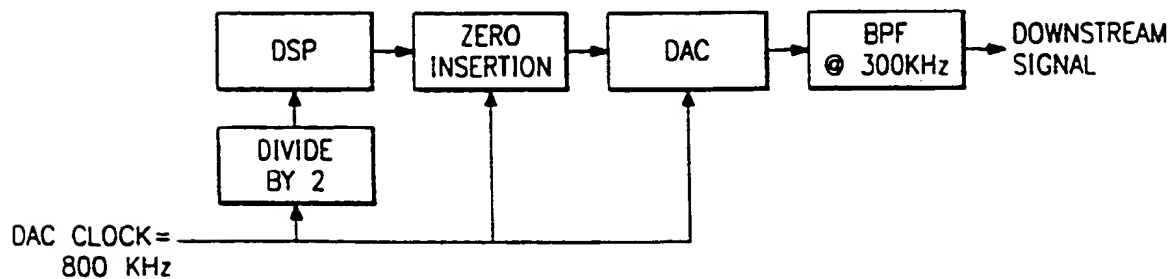 DSP
ZERO
INSERTION
DAC
BPF
@ 300KHz
DOWNSTREAM
SIGNAL
DIVIDE
BY 2
DAC CLOCK=
800 KHz